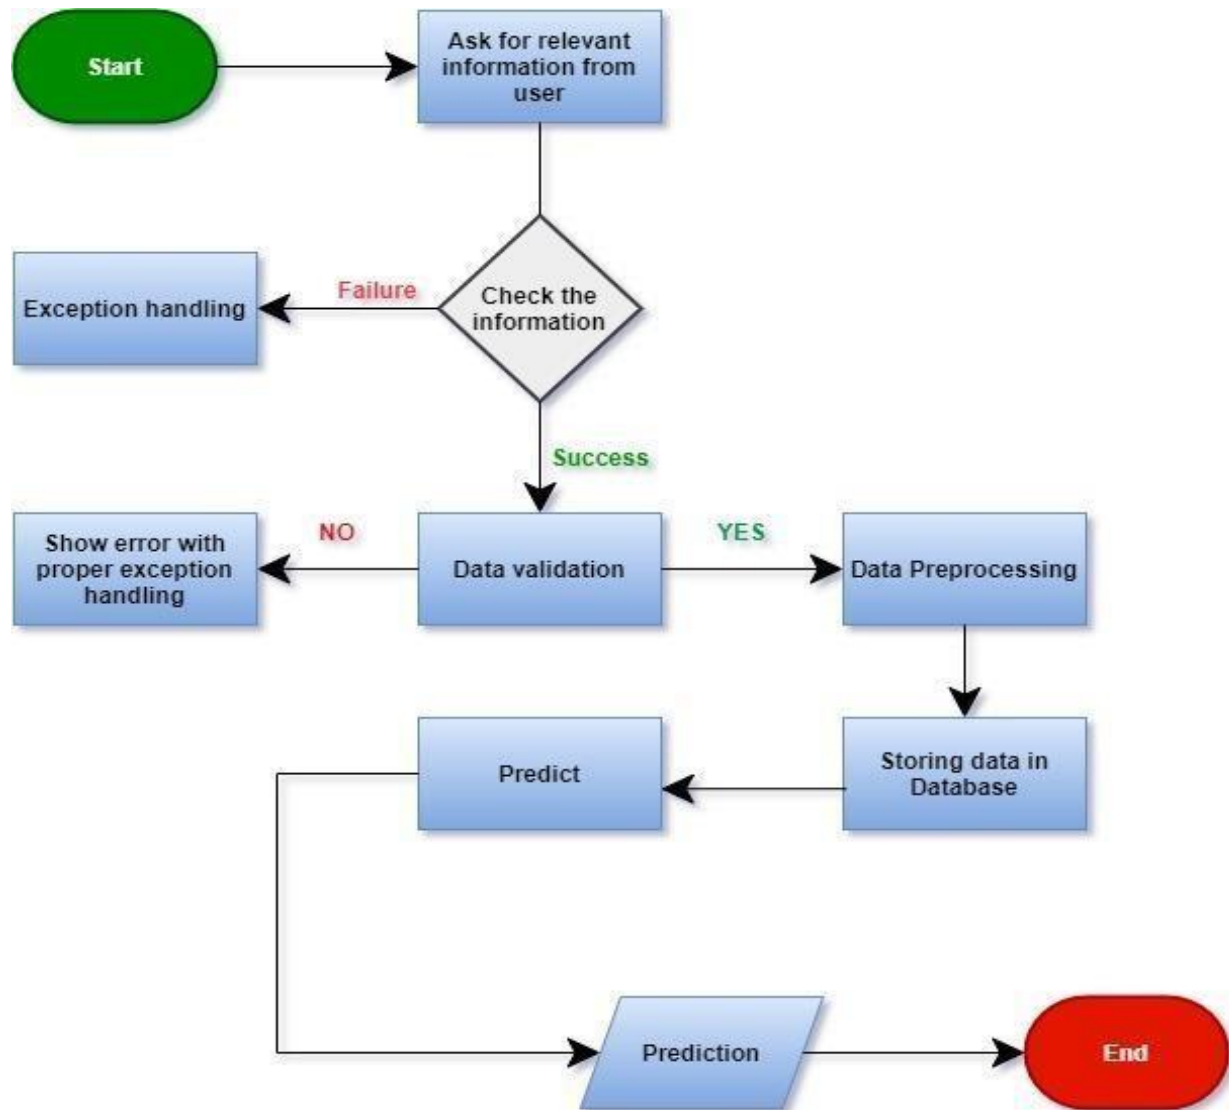 Start
Ask for relevant
information from
user
Failure
Exception handling
Check the
information
Success
NO
YES
Show error with
proper exception
handling
Data validation
Data Preprocessing
Predict
Storing data in
Database
Prediction
End